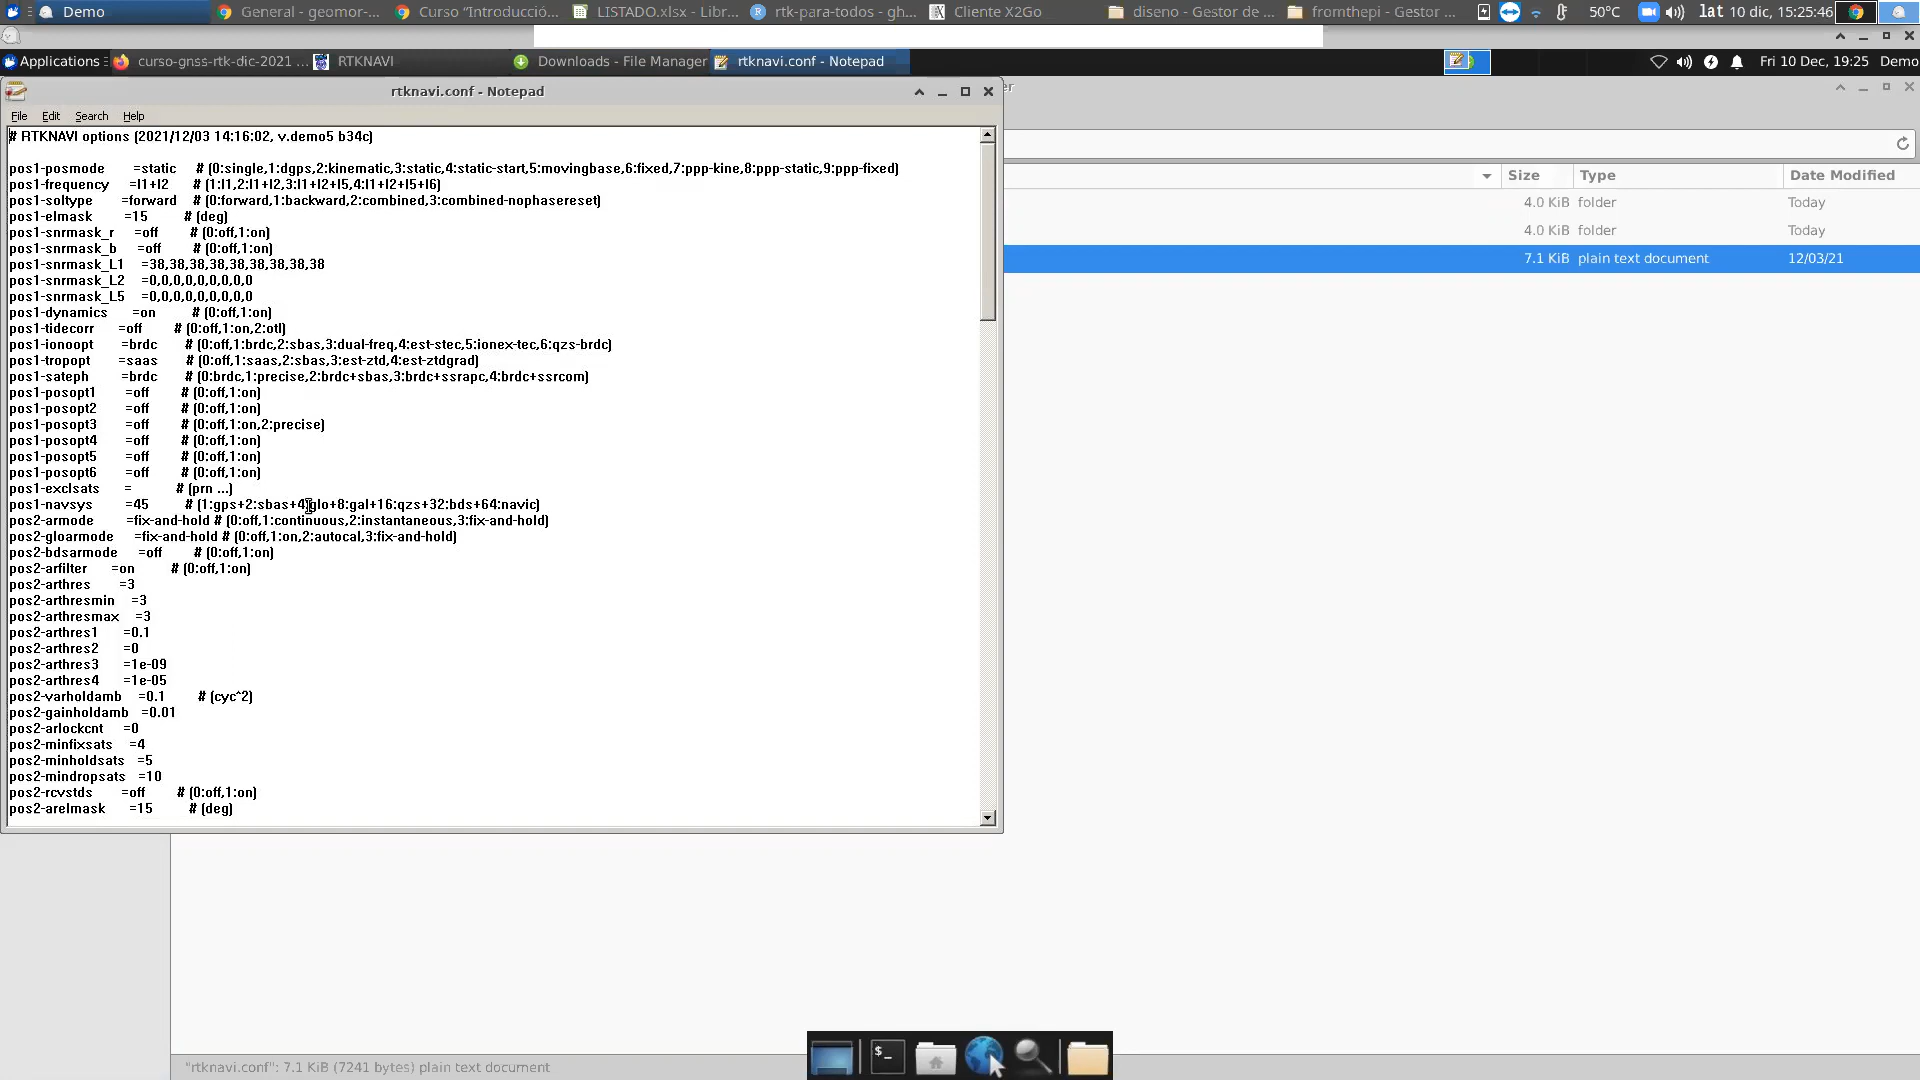 Demo
General - geomor-...
Curso "Introducció...
LISTADO.xlsx - Libr...
rtk-para-todos - gh...
Cliente X2Go
diseno - Gestor de ...
fromthepi - Gestor ...
50°C
lat 10 dic, 15:25:46
Applications
curso-gnss-rtk-dic-2021 ...
RTKNAVI
Downloads - File Manager
rtknavi.conf - Notepad
Fri 10 Dec, 19:25
Demo
rtknavi.conf - Notepad
er
File Edit Search Help
# RTKNAVI options (2021/12/03 14:16:02, v.demo5 b34c)
pos1-posmode =static # (0:single,1:dgps,2:kinematic,3:static,4:static-start,5:movingbase,6:fixed,7:ppp-kine,8:ppp-static,9:ppp-fixed)
pos1-frequency =l1+l2 # (1:l1,2:l1+l2,3:l1+l2+l5,4:l1+l2+l5+l6)
pos1-soltype =forward # (0:forward,1:backward,2:combined,3:combined-nophasereset)
pos1-elmask =15 # (deg)
pos1-snrmask_r =off # (0:off,1:on)
pos1-snrmask_b =off # (0:off,1:on)
pos1-snrmask_L1 =38,38,38,38,38,38,38,38,38
pos1-snrmask_L2 =0,0,0,0,0,0,0,0,0
pos1-snrmask_L5 =0,0,0,0,0,0,0,0,0
pos1-dynamics =on # (0:off,1:on)
pos1-tidecorr =off # (0:off,1:on,2:otl)
pos1-ionoopt =brdc # (0:off,1:brdc,2:sbas,3:dual-freq,4:est-stec,5:ionex-tec,6:qzs-brdc)
pos1-tropopt =saas # (0:off,1:saas,2:sbas,3:est-ztd,4:est-ztdgrad)
pos1-sateph =brdc # (0:brdc,1:precise,2:brdc+sbas,3:brdc+ssrapc,4:brdc+ssrcom)
pos1-posopt1 =off # (0:off,1:on)
pos1-posopt2 =off # (0:off,1:on)
pos1-posopt3 =off # (0:off,1:on,2:precise)
pos1-posopt4 =off # (0:off,1:on)
pos1-posopt5 =off # (0:off,1:on)
pos1-posopt6 =off # (0:off,1:on)
pos1-exclsats = # (prn ...)
pos1-navsys =45 # (1:gps+2:sbas+4:glo+8:gal+16:qzs+32:bds+64:navic)
pos2-armode =fix-and-hold # (0:off,1:continuous,2:instantaneous,3:fix-and-hold)
pos2-gloarmode =fix-and-hold # (0:off,1:on,2:autocal,3:fix-and-hold)
pos2-bdsarmode =off # (0:off,1:on)
pos2-arfilter =on # (0:off,1:on)
pos2-arthres =3
pos2-arthresmin =3
pos2-arthresmax =3
pos2-arthres1 =0.1
pos2-arthres2 =0
pos2-arthres3 =1e-09
pos2-arthres4 =1e-05
pos2-varholdamb =0.1 # (cyc^2)
pos2-gainholdamb =0.01
pos2-arlockcnt =0
pos2-minfixsats =4
pos2-minholdsats =5
pos2-mindropsats =10
pos2-rcvstds =off # (0:off,1:on)
pos2-arelmask =15 # (deg)
Size Type Date Modified
4.0 KiB folder Today
4.0 KiB folder Today
7.1 KiB plain text document 12/03/21
"rtknavi.conf": 7.1 KiB (7241 bytes) plain text document